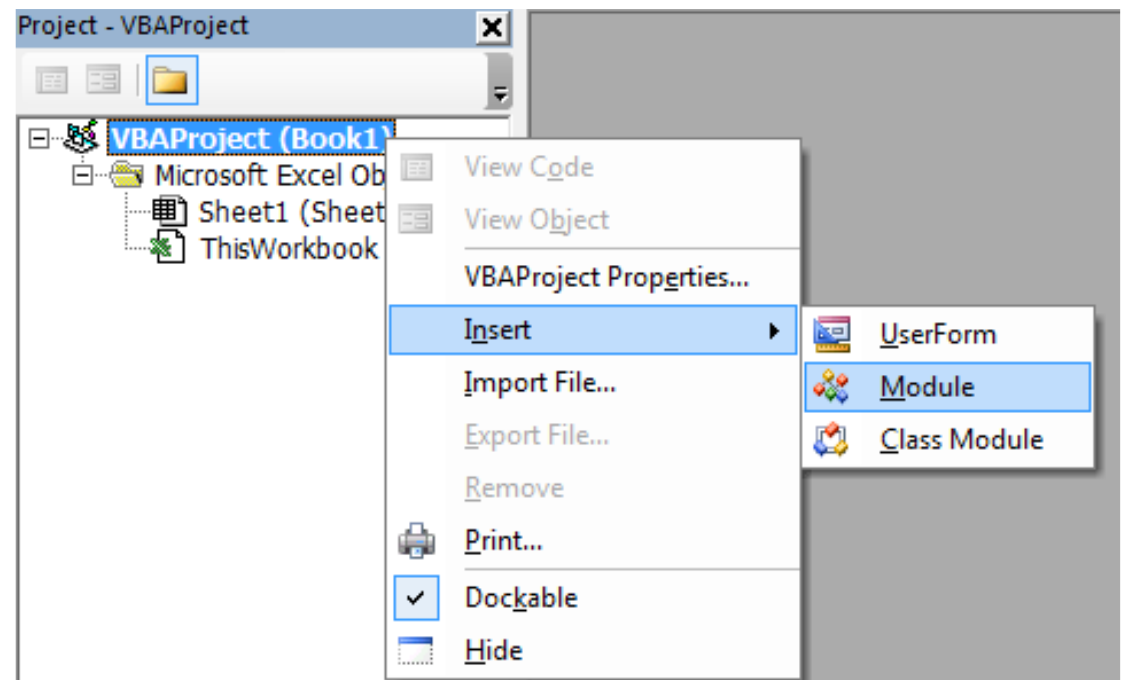 Project - VBAProject
VBAProject (Book1)
Microsoft Excel Ob
Sheet1 (Sheet
ThisWorkbook
View Code
View Object
VBAProject Properties...
Insert
Import File...
Export File...
Remove
Print...
Dockable
Hide
UserForm
Module
Class Module